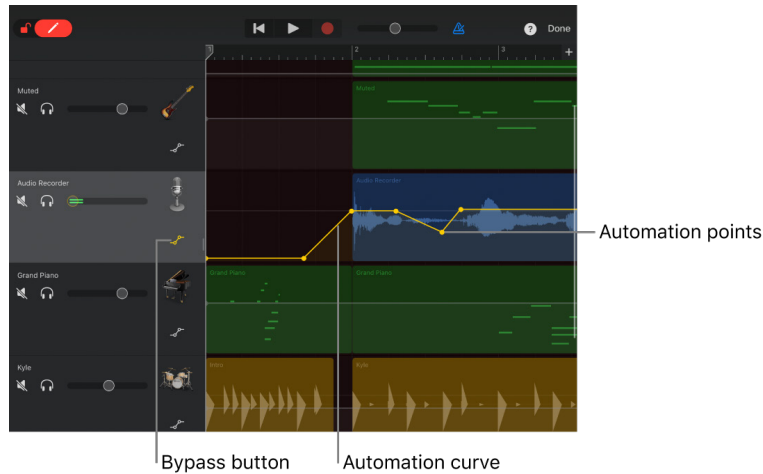 ? Done
1 2 3 +
Muted
Muted
Audio Recorder
Audio Recorder
Automation points
Grand Piano
Grand Piano
Grand Piano
Kyle
Intro
Kyle
Bypass button
Automation curve